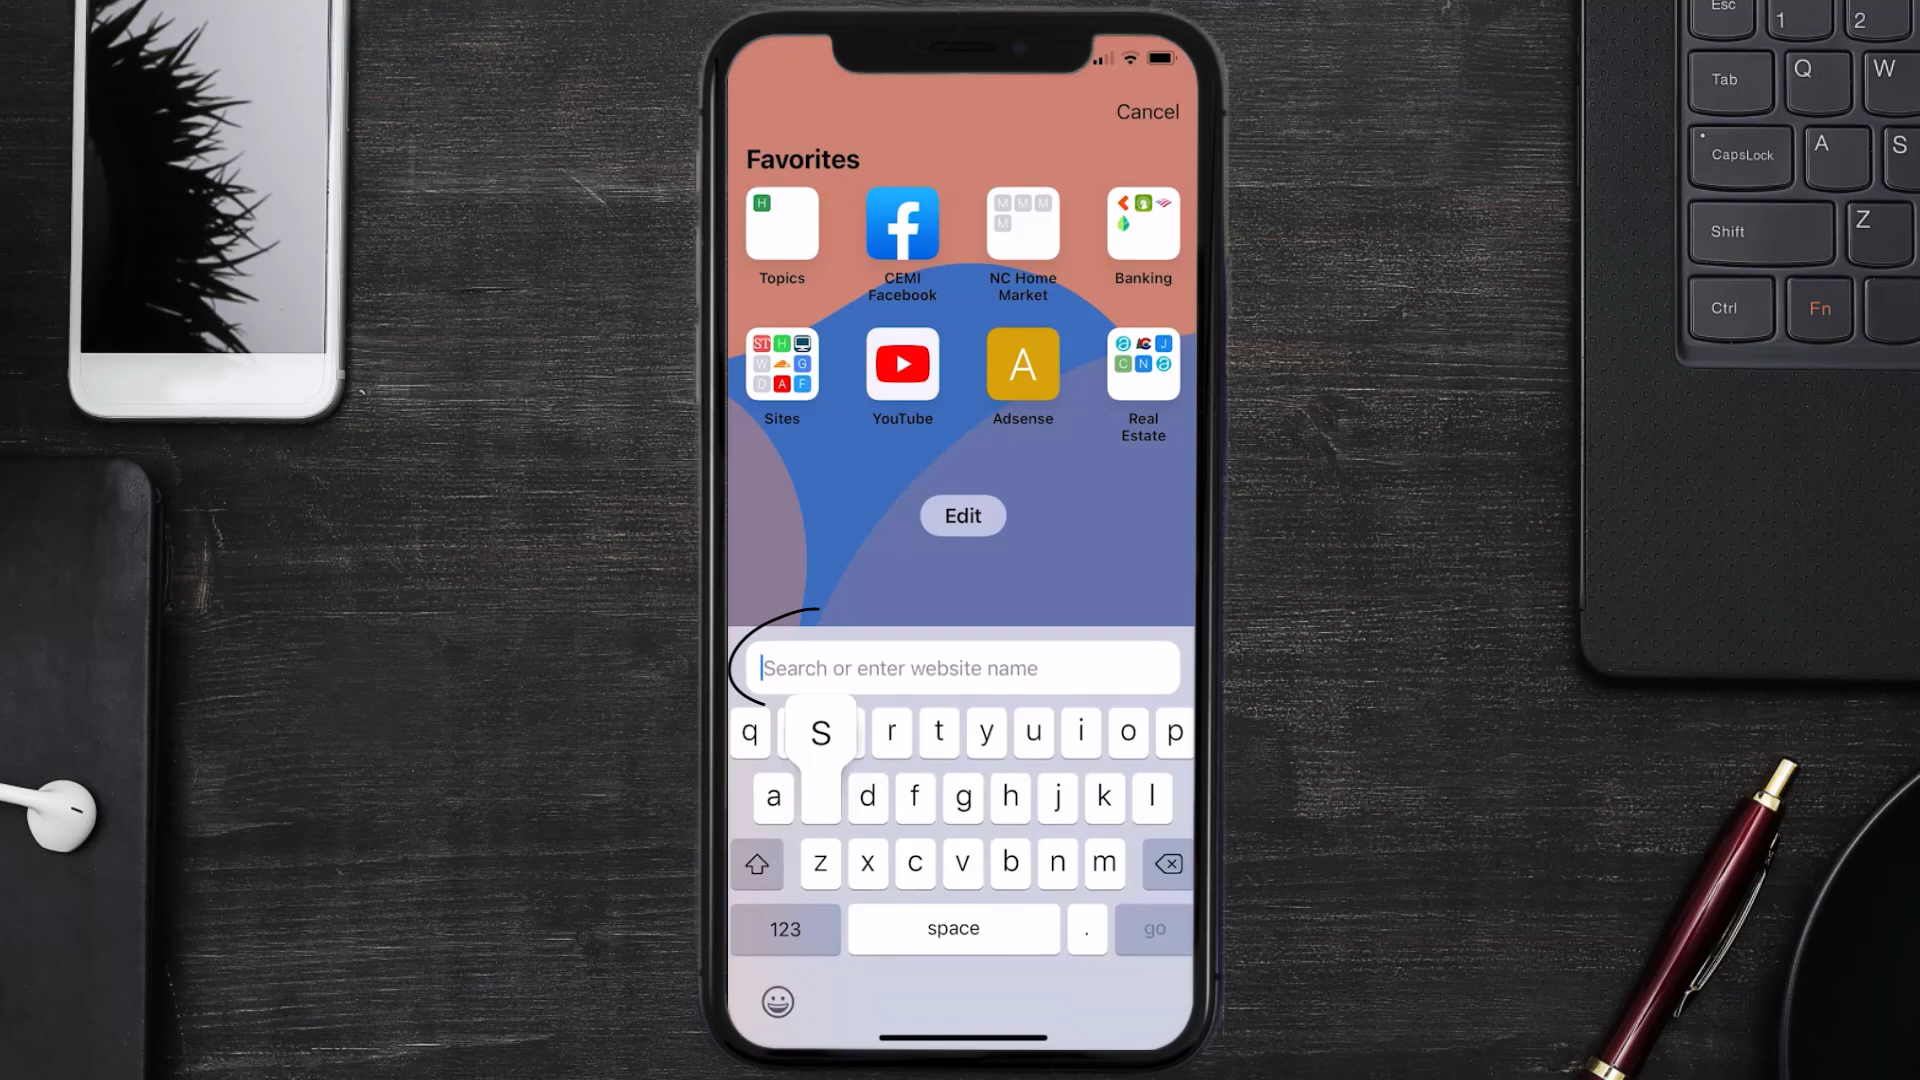 Cancel
Favorites
H
M M M
M
Topics
CEMI
Facebook
NC Home
Market
Banking
ST H
W G
D A F
A
J
C N
Sites
YouTube
Adsense
Real
Estate
Edit
Search or enter website name
q S r t y u i o p
a d f g h j k l
z x c v b n m
123 space . go
Esc 1 2
Tab Q W
CapsLock A S
Shift Z
Ctrl Fn